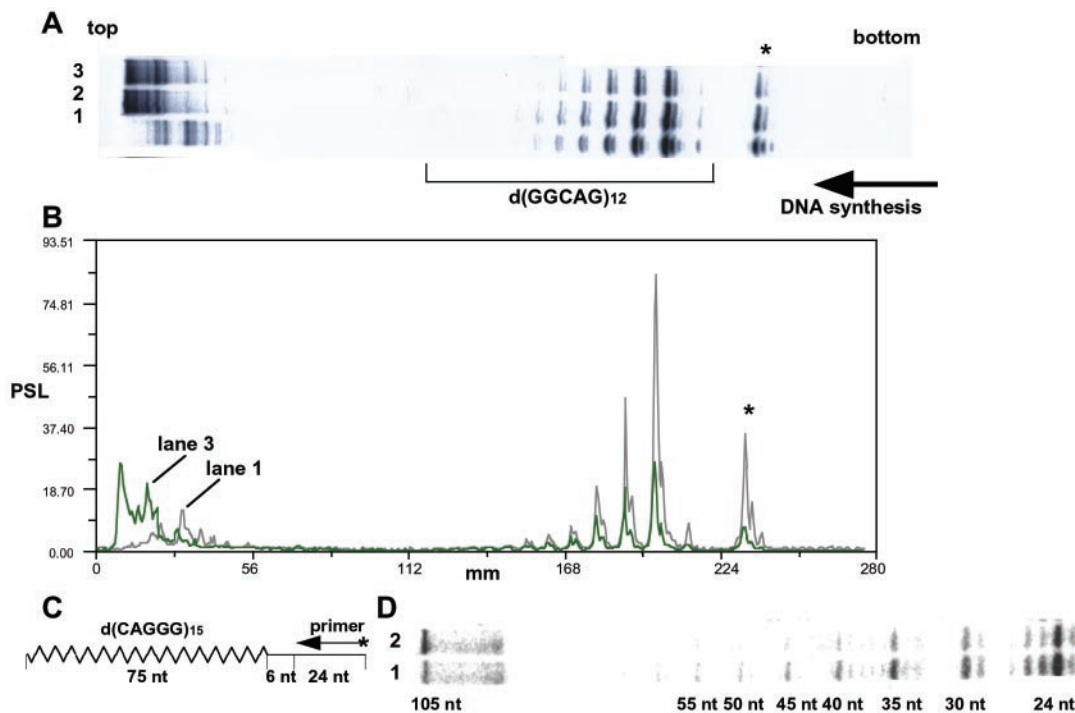 A
top
*
bottom
3
2
1
d(GGCAG)12
DNA synthesis
B
93.51
74.81
56.11
PSL
37.40
18.70
0.00
*
lane 3
lane 1
0
56
112
mm
168
224
280
C
d(CAGGG)15
primer
*
75 nt
6 nt
24 nt
D
2
1
105 nt
55 nt
50 nt
45 nt
40 nt
35 nt
30 nt
24 nt